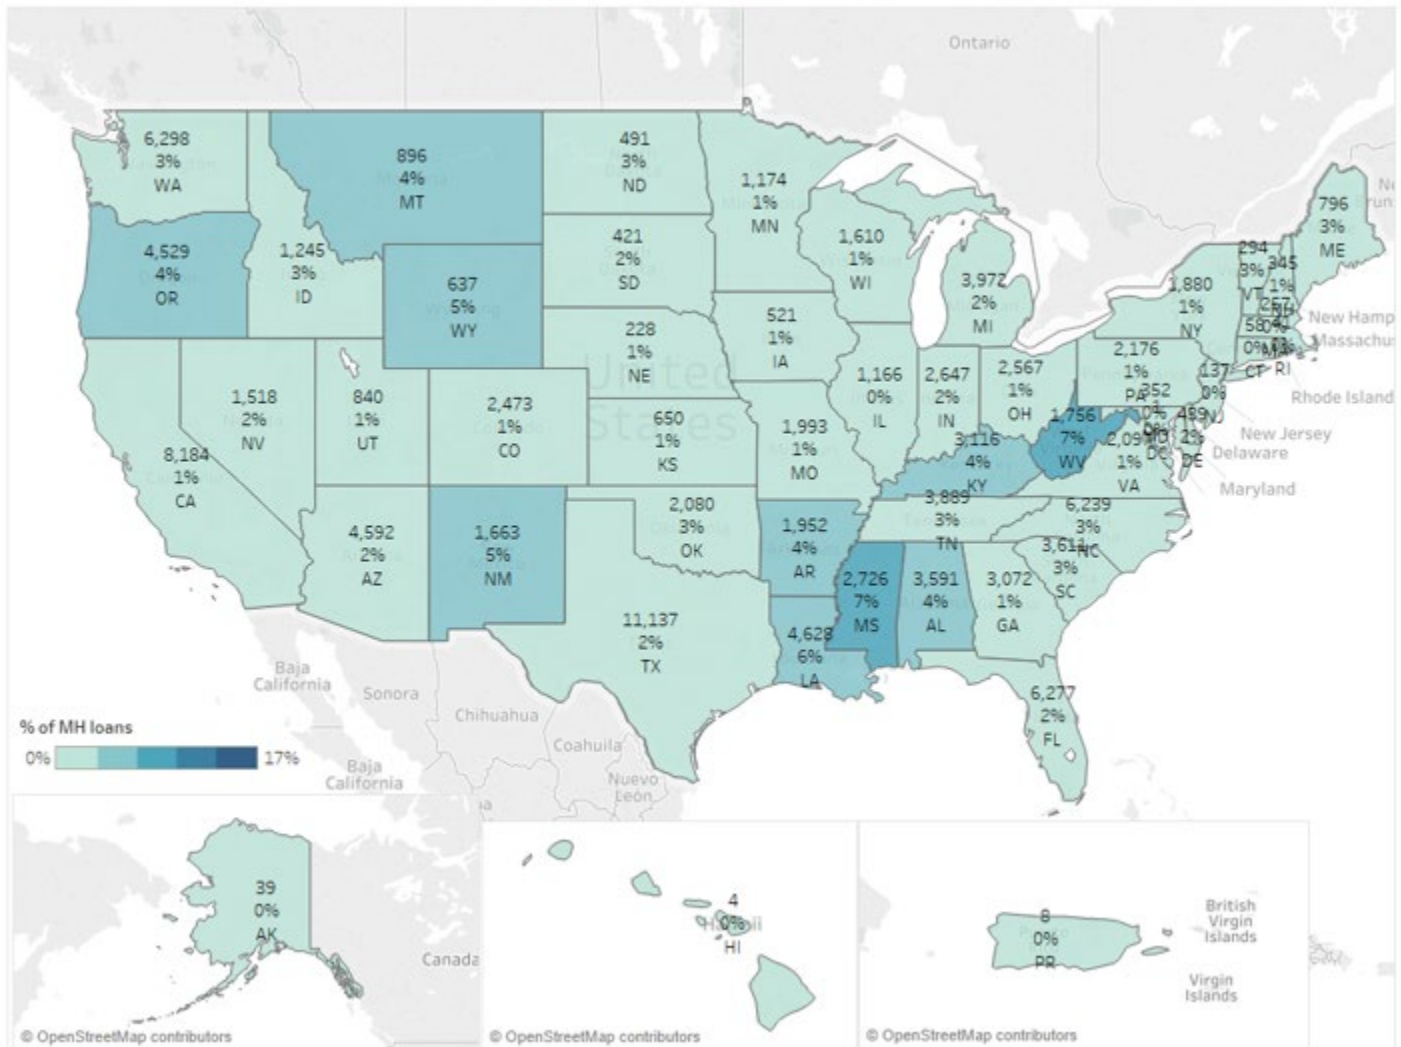 Ontario
6,298
3%
WA
896
4%
MT
491
3%
ND
1,174
1%
MN
796
3%
ME
4,529
4%
OR
1,245
3%
ID
637
5%
WY
421
2%
SD
1,610
1%
WI
3,972
2%
MI
1,880
1%
NY
294
3%
VT
345
1%
NH
New Hamp
Massachu
MA
RI
CT
Rhode Island
228
1%
NE
521
1%
IA
United
States
1,518
2%
NV
840
1%
UT
2,473
1%
CO
650
1%
KS
1,993
1%
MO
1,166
0%
IL
2,647
2%
IN
2,567
1%
OH
2,176
1%
PA
137
0%
NJ
352
New Jersey
Delaware
Maryland
DC
DE
8,184
1%
CA
3,116
4%
KY
1,756
7%
WV
1%
VA
4,592
2%
AZ
1,663
5%
NM
2,080
3%
OK
1,952
4%
AR
3,889
3%
TN
6,239
3%
NC
3%
SC
11,137
2%
TX
4,628
6%
LA
2,726
7%
MS
3,591
4%
AL
3,072
1%
GA
6,277
2%
FL
Baja
California
Sonora
Chihuahua
Coahuila
Nuevo
León
Baja
California
% of MH loans
0% 17%
39
0%
AK
Canada
4
0%
HI
8
0%
PR
British
Virgin
Islands
Virgin
Islands
© OpenStreetMap contributors
© OpenStreetMap contributors
© OpenStreetMap contributors